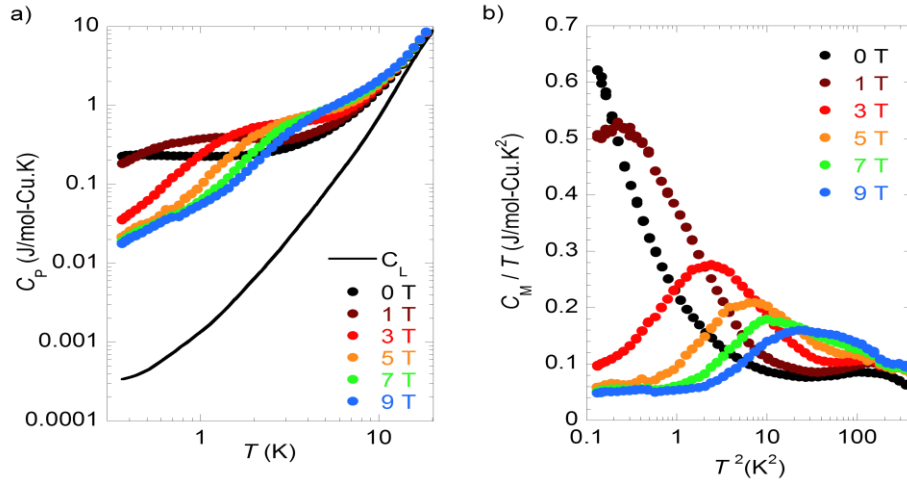 a)
C_P (J/mol-Cu.K)
10
1
0.1
0.01
0.001
0.0001
1
10
T (K)
C_L
0 T
1 T
3 T
5 T
7 T
9 T
b)
C_M / T (J/mol-Cu.K²)
0.7
0.6
0.5
0.4
0.3
0.2
0.1
0
0.1
1
10
100
T ²(K²)
0 T
1 T
3 T
5 T
7 T
9 T